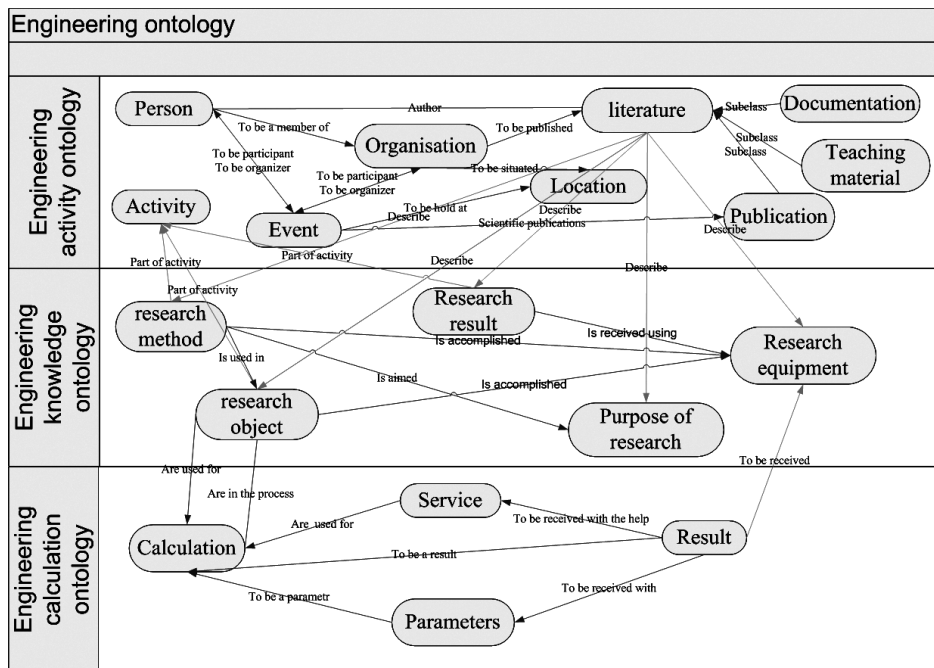 Engineering ontology
Engineering
activity ontology
Person
Author
literature
Subclass
Documentation
To be a member of
To be published
Organisation
Subclass
Subclass
Teaching
material
To be participant
To be organizer
To be situated
To be participant
To be organizer
Location
Activity
To be hold at
Describe
Describe
Event
Scientific publications
Publication
Describe
Part of activity
Part of activity
Describe
Describe
Engineering
knowledge
ontology
Part of activity
research
method
Research
result
Is accomplished
Is received using
Research
equipment
Is used in
Is aimed
Is accomplished
research
object
Purpose of
research
To be received
Engineering
calculation
ontology
Are used for
Are in the process
Service
Are used for
To be received with the help
Calculation
Result
To be a result
To be received with
To be a parametr
Parameters